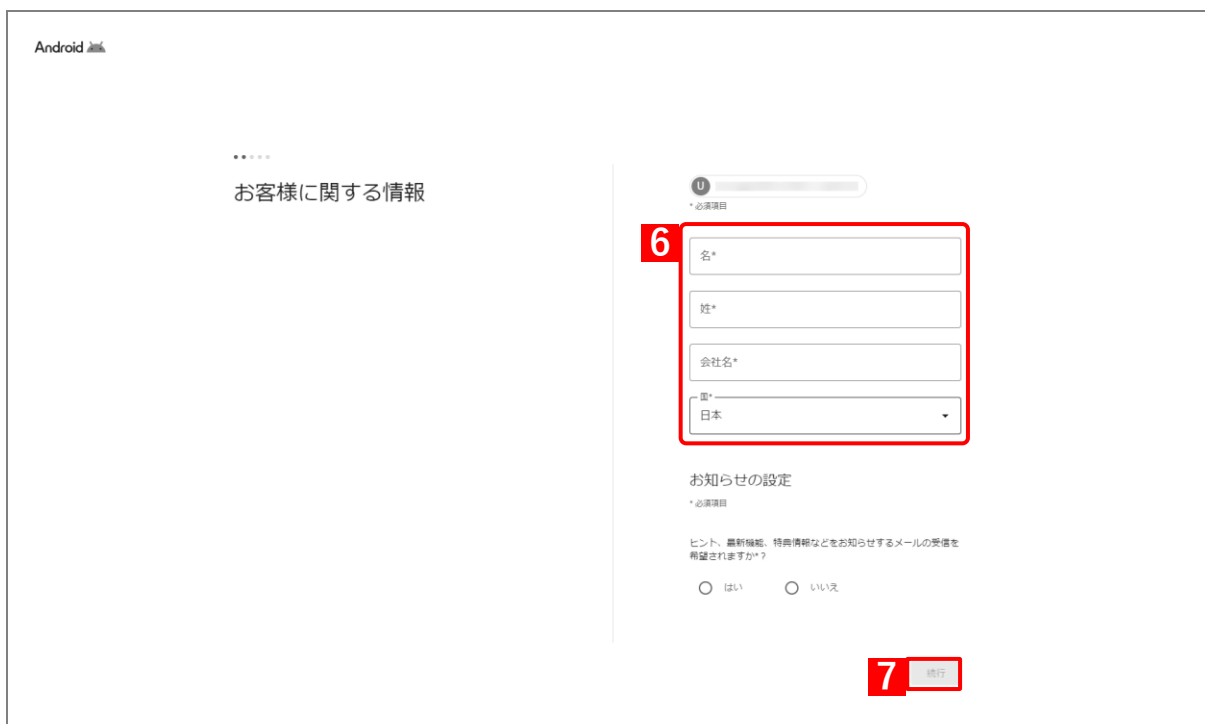 Android
お客様に関する情報
U
* 必須項目
6
名*
姓*
会社名*
国*
日本
お知らせの設定
* 必須項目
ヒント、最新機能、特典情報などをお知らせするメールの受信を
希望されますか*?
はい
いいえ
7
続行